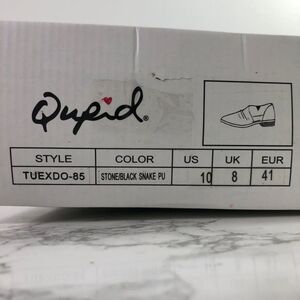 Qupid®
STYLE COLOR US UK EUR
TUEXDO-85 STONE/BLACK SNAKE PU 10 8 41